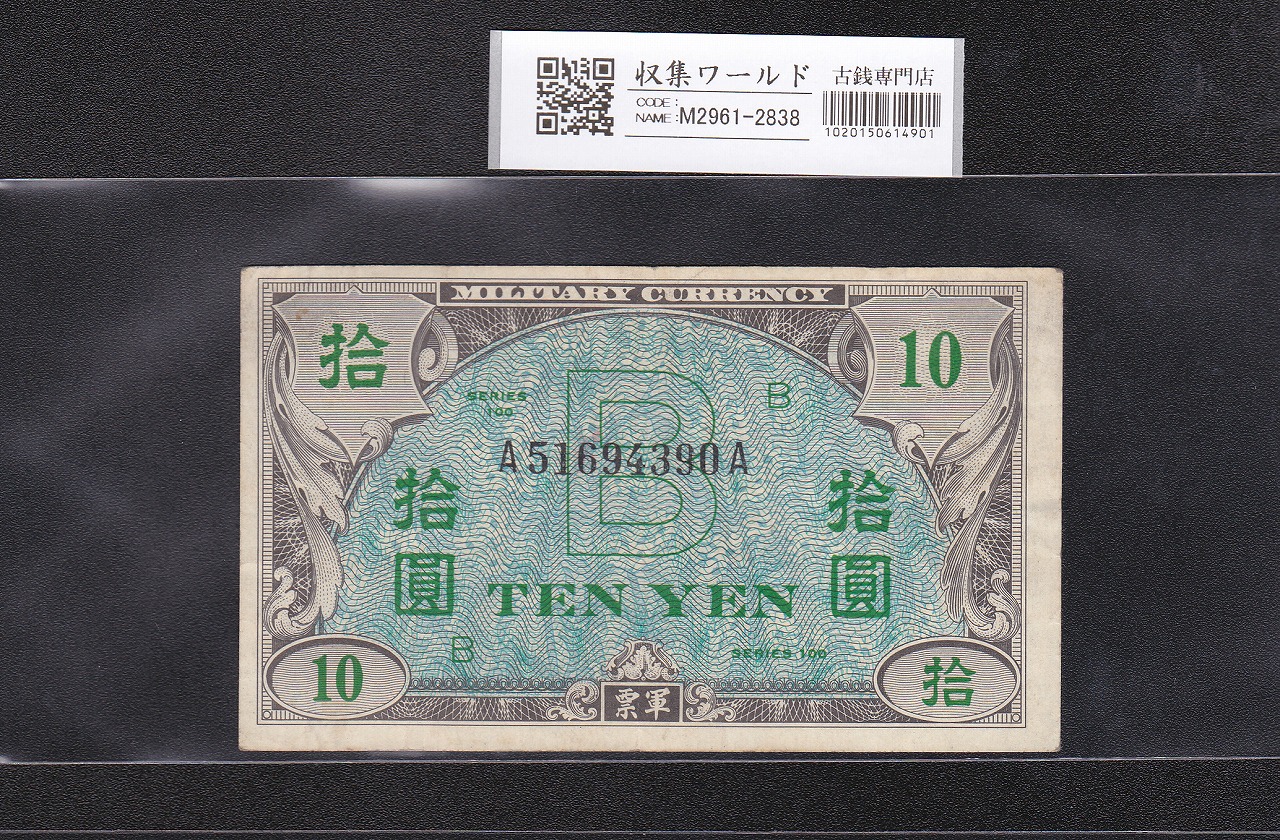 収集ワールド 古銭専門店
CODE:
NAME:M2961-2838
1020150614901
MILITARY CURRENCY
拾 10
SERIES
100
B
B
A51694390A
拾圓 拾圓
TEN YEN
B
SERIES 100
10 票軍 拾